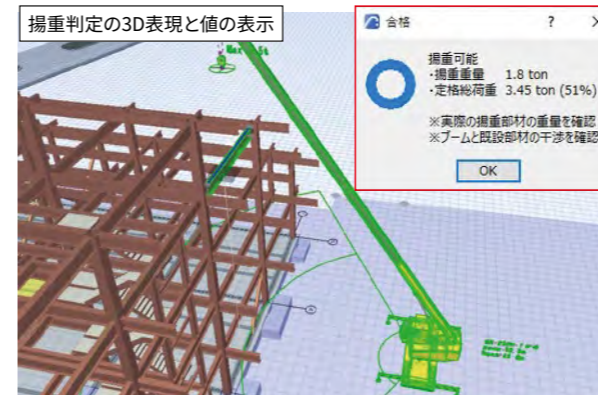 揚重判定の3D表現と値の表示
合格
?
揚重可能
・揚重重量 1.8 ton
・定格総荷重 3.45 ton (51%)
※実際の揚重部材の重量を確認
※ブームと既設部材の干渉を確認
OK